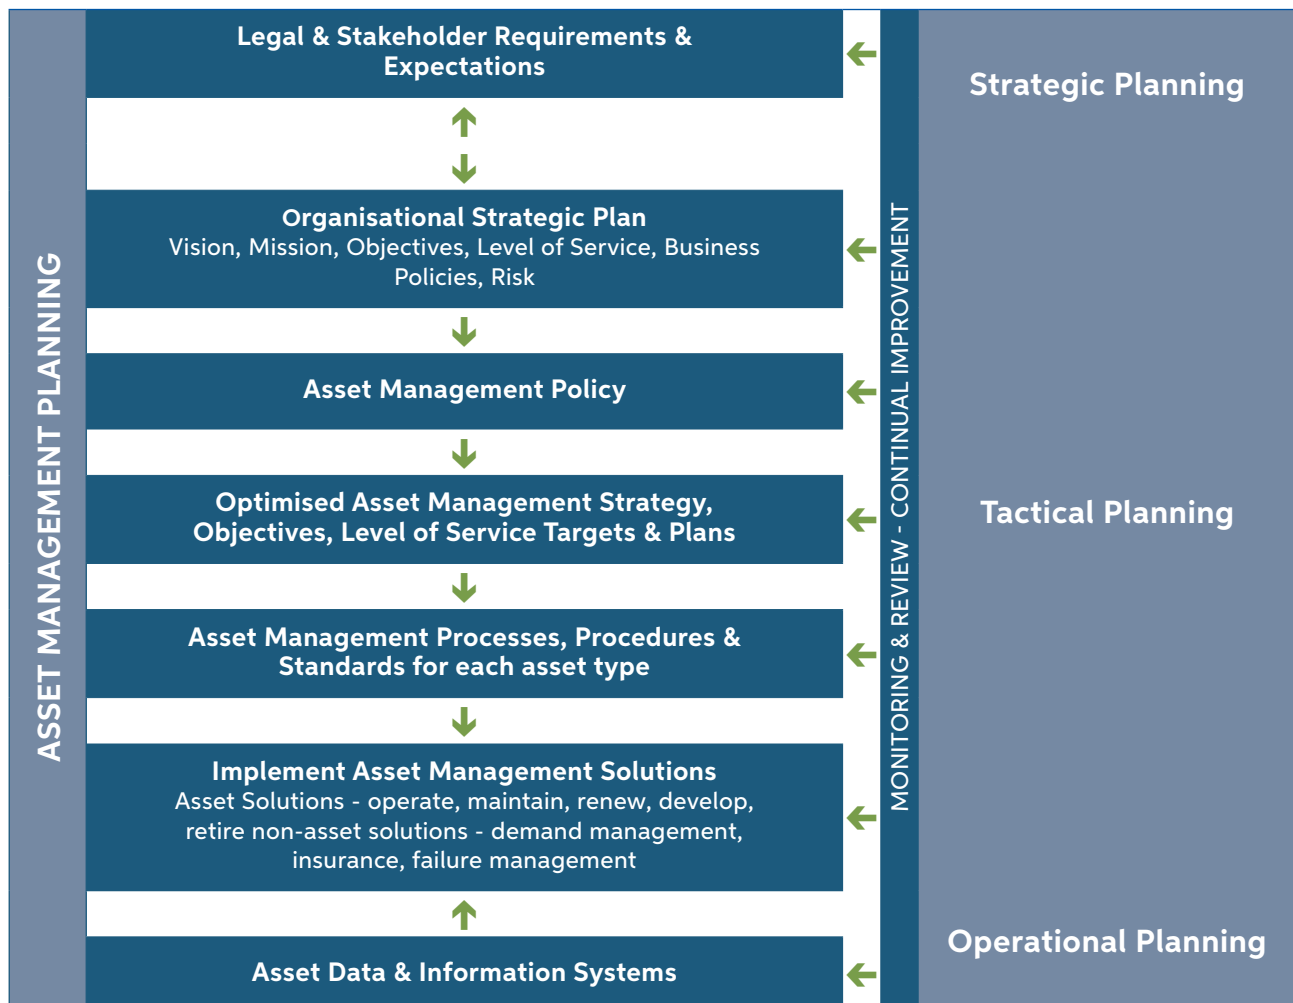 ASSET MANAGEMENT PLANNING
Legal & Stakeholder Requirements &
Expectations
Organisational Strategic Plan
Vision, Mission, Objectives, Level of Service, Business
Policies, Risk
Asset Management Policy
Optimised Asset Management Strategy,
Objectives, Level of Service Targets & Plans
Asset Management Processes, Procedures &
Standards for each asset type
Implement Asset Management Solutions
Asset Solutions - operate, maintain, renew, develop,
retire non-asset solutions - demand management,
insurance, failure management
Asset Data & Information Systems
MONITORING & REVIEW - CONTINUAL IMPROVEMENT
Strategic Planning
Tactical Planning
Operational Planning